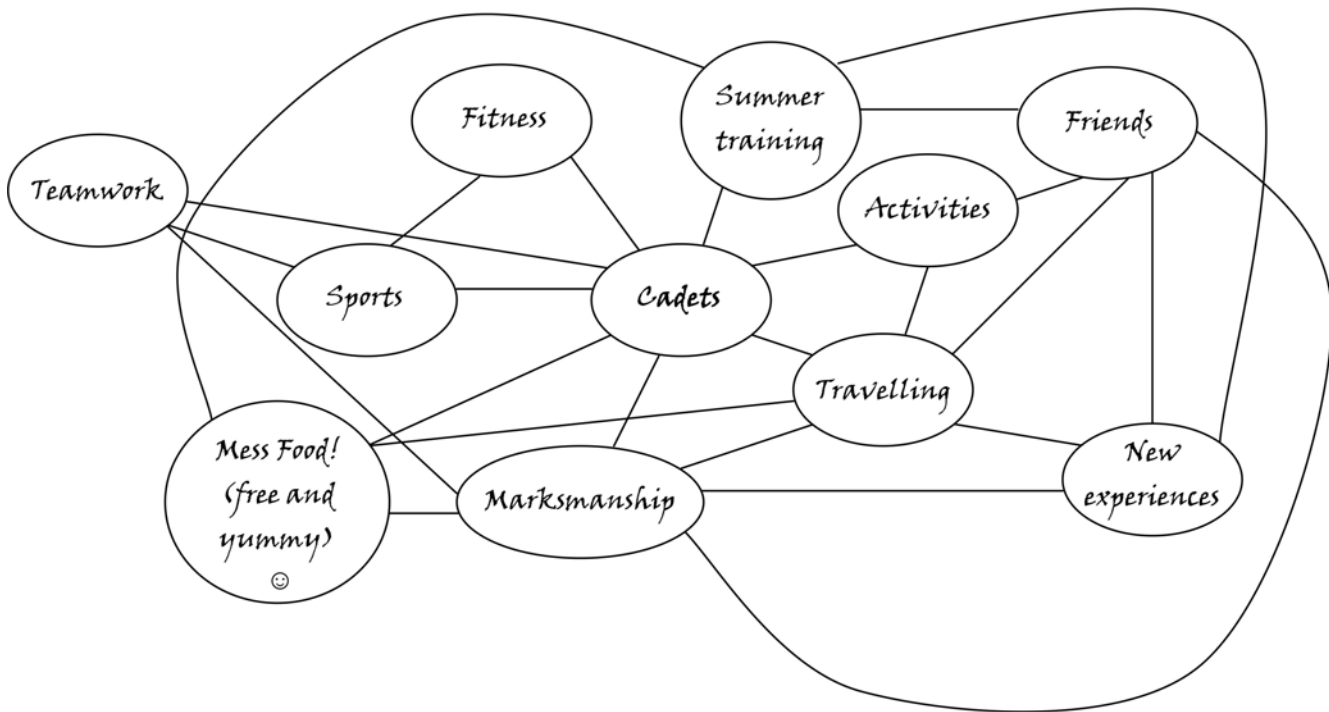 Summer
training
Fitness
Friends
Teamwork
Activities
Sports
Cadets
Travelling
Mess Food!
(free and
yummy)
☺
Marksmanship
New
experiences